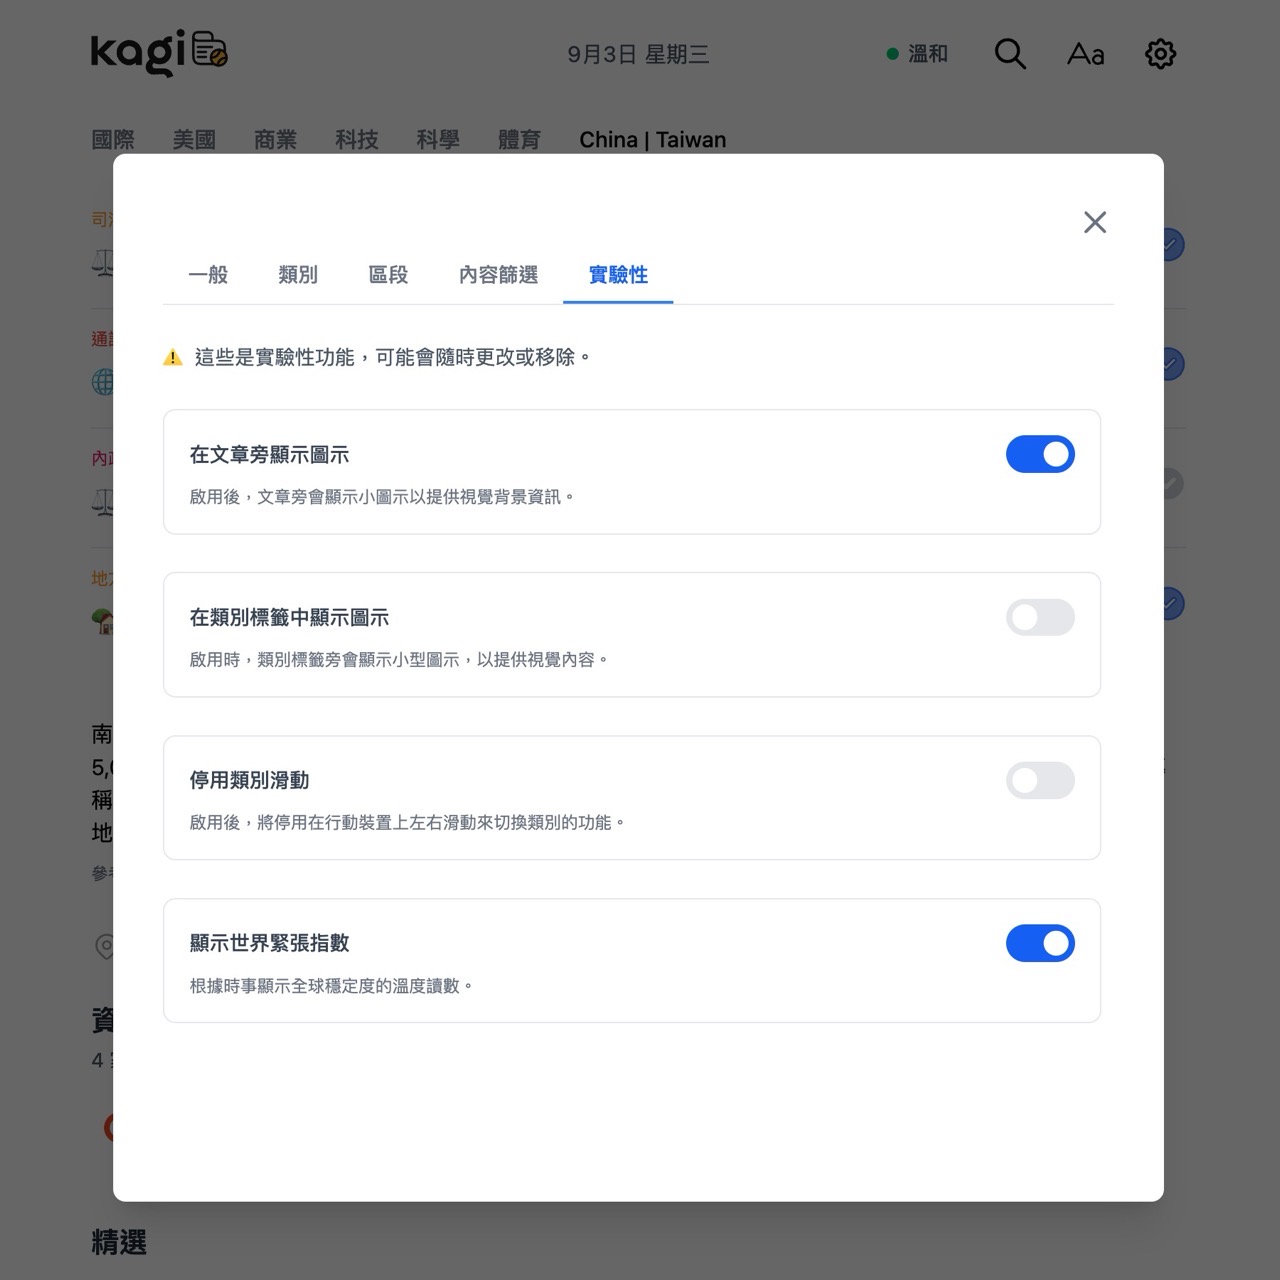 kagi
9月3日 星期三
溫和
Aa
國際 美國 商業 科技 科學 體育 China | Taiwan
一般 類別 區段 內容篩選 實驗性
這些是實驗性功能，可能會隨時更改或移除。
在文章旁顯示圖示
啟用後，文章旁會顯示小圖示以提供視覺背景資訊。
在類別標籤中顯示圖示
啟用時，類別標籤旁會顯示小型圖示，以提供視覺內容。
停用類別滑動
啟用後，將停用在行動裝置上左右滑動來切換類別的功能。
顯示世界緊張指數
根據時事顯示全球穩定度的溫度讀數。
南
稱
地
資
4
精選